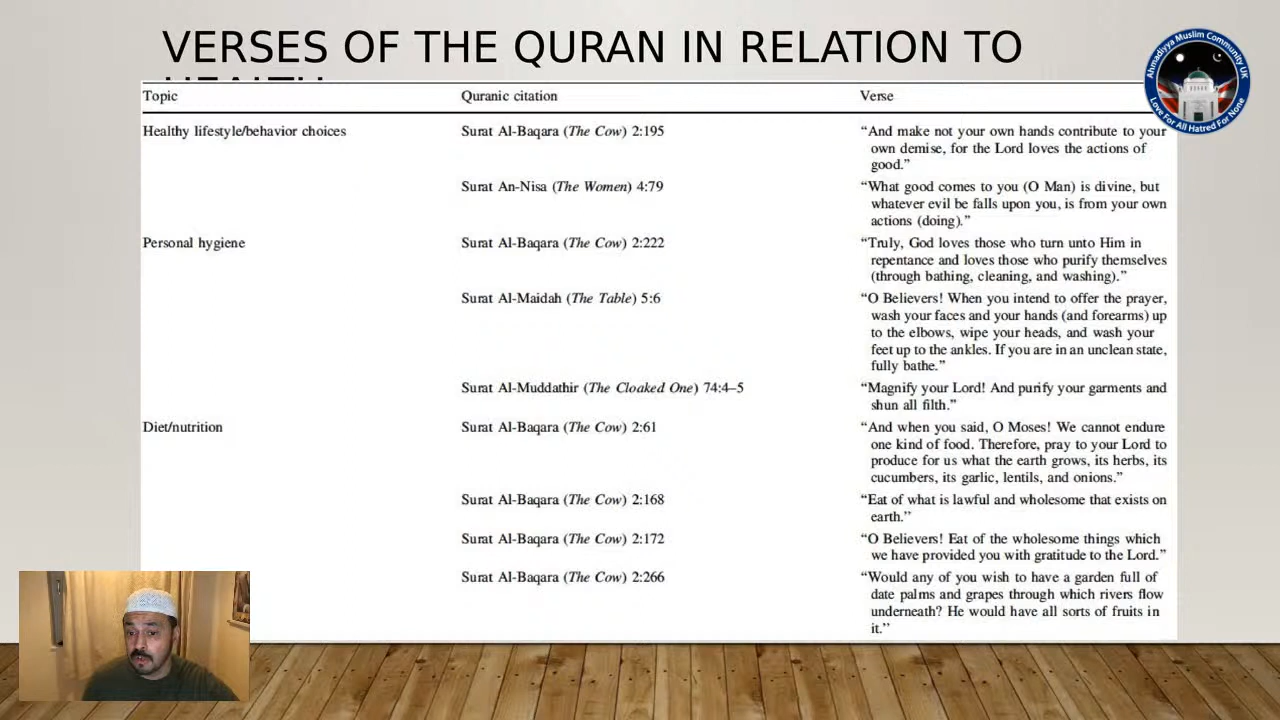 VERSES OF THE QURAN IN RELATION TO
HEALTH
Ahmadiyya Muslim Community UK
Love For All Hatred For None
Topic Quranic citation Verse
Healthy lifestyle/behavior choices Surat Al-Baqara (The Cow) 2:195 “And make not your own hands contribute to your
own demise, for the Lord loves the actions of
good.”
Surat An-Nisa (The Women) 4:79 “What good comes to you (O Man) is divine, but
whatever evil be falls upon you, is from your own
actions (doing).”
Personal hygiene Surat Al-Baqara (The Cow) 2:222 “Truly, God loves those who turn unto Him in
repentance and loves those who purify themselves
(through bathing, cleaning, and washing).”
Surat Al-Maidah (The Table) 5:6 “O Believers! When you intend to offer the prayer,
wash your faces and your hands (and forearms) up
to the elbows, wipe your heads, and wash your
feet up to the ankles. If you are in an unclean state,
fully bathe.”
Surat Al-Muddathir (The Cloaked One) 74:4–5 “Magnify your Lord! And purify your garments and
shun all filth.”
Diet/nutrition Surat Al-Baqara (The Cow) 2:61 “And when you said, O Moses! We cannot endure
one kind of food. Therefore, pray to your Lord to
produce for us what the earth grows, its herbs, its
cucumbers, its garlic, lentils, and onions.”
Surat Al-Baqara (The Cow) 2:168 “Eat of what is lawful and wholesome that exists on
earth.’’
Surat Al-Baqara (The Cow) 2:172 “O Believers! Eat of the wholesome things which
we have provided you with gratitude to the Lord.”
Surat Al-Baqara (The Cow) 2:266 “Would any of you wish to have a garden full of
date palms and grapes through which rivers flow
underneath? He would have all sorts of fruits in
it.’’